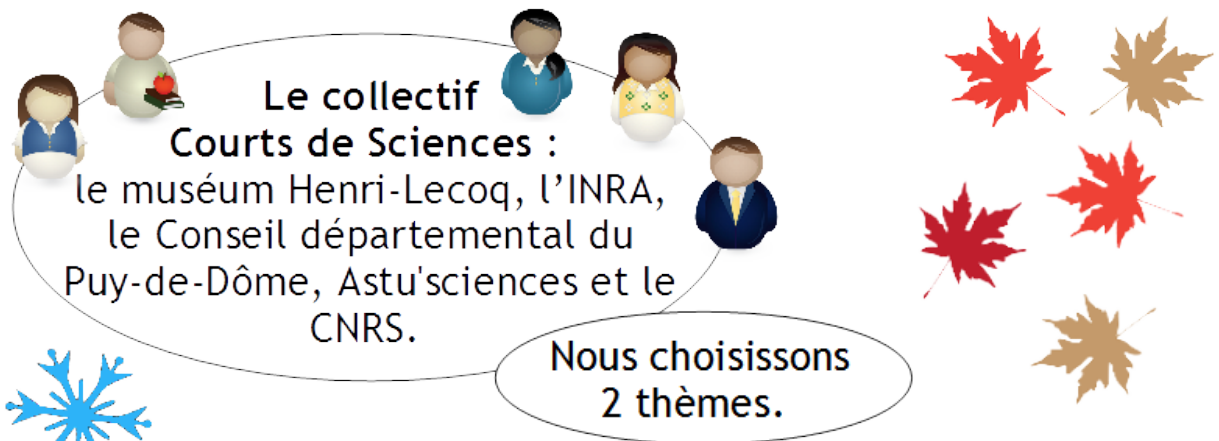 Le collectif
Courts de Sciences :
le muséum Henri-Lecoq, l’INRA,
le Conseil départemental du
Puy-de-Dôme, Astu'sciences et le
CNRS.
Nous choisissons
2 thèmes.